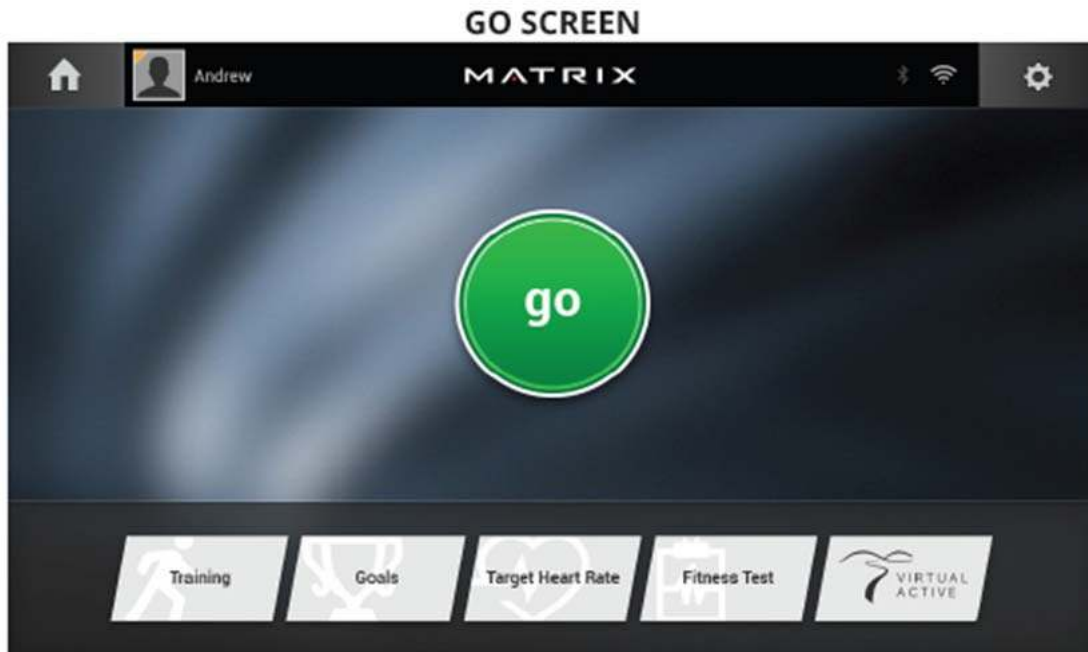 GO SCREEN
Andrew
MATRIX
go
Training
Goals
Target Heart Rate
Fitness Test
VIRTUAL
ACTIVE